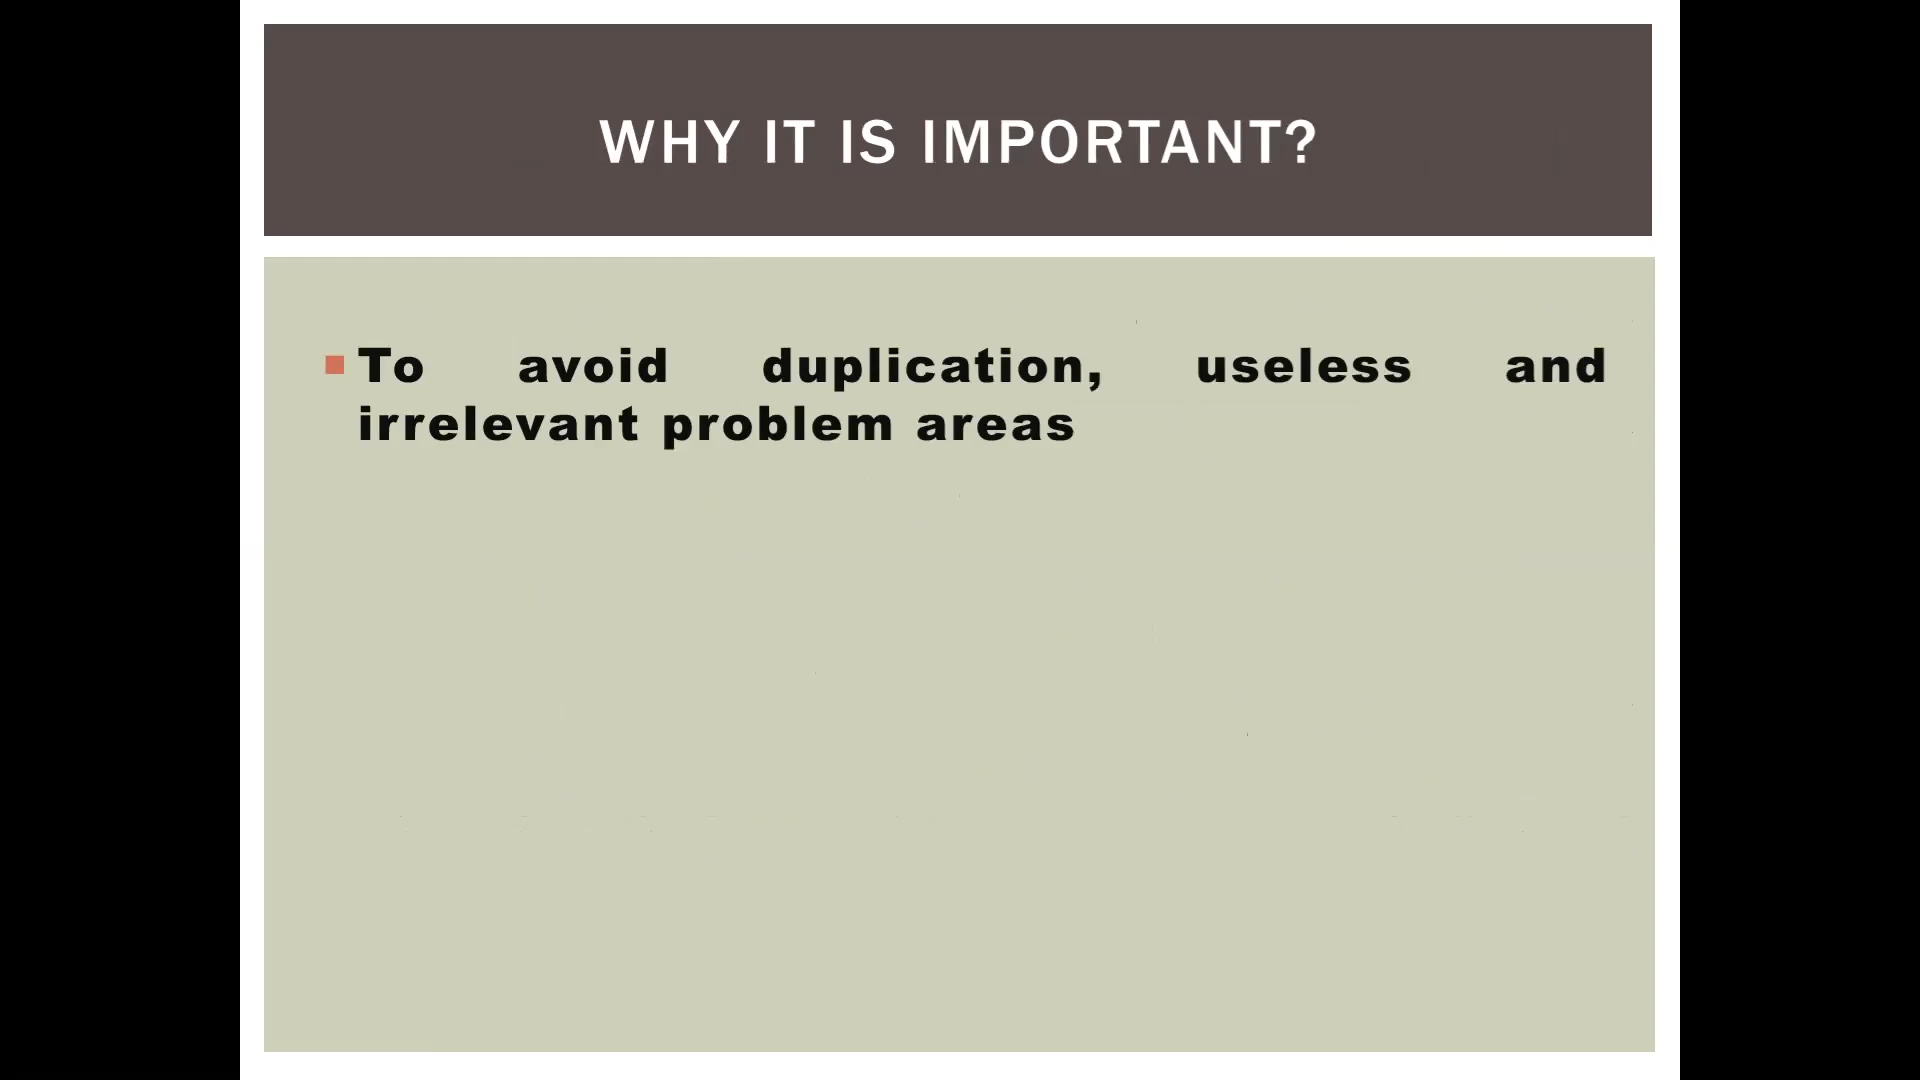 WHY IT IS IMPORTANT?
To avoid duplication, useless and
irrelevant problem areas